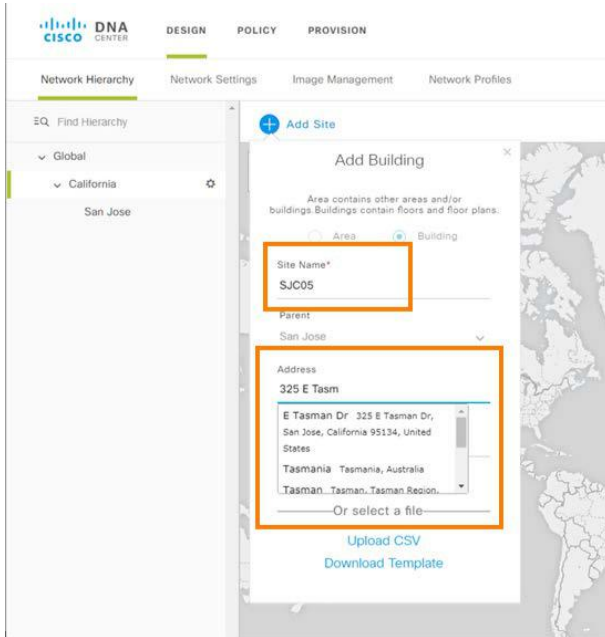 CISCO DNA CENTER
DESIGN POLICY PROVISION
Network Hierarchy Network Settings Image Management Network Profiles
Find Hierarchy
Global
California
San Jose
Add Site
Add Building
Area contains other areas and/or
buildings.Buildings contain floors and floor plans.
Area Building
Site Name*
SJC05
Parent
San Jose
Address
325 E Tasm
E Tasman Dr 325 E Tasman Dr,
San Jose, California 95134, United
States
Tasmania Tasmania, Australia
Tasman Tasman, Tasman Region,
Or select a file
Upload CSV
Download Template